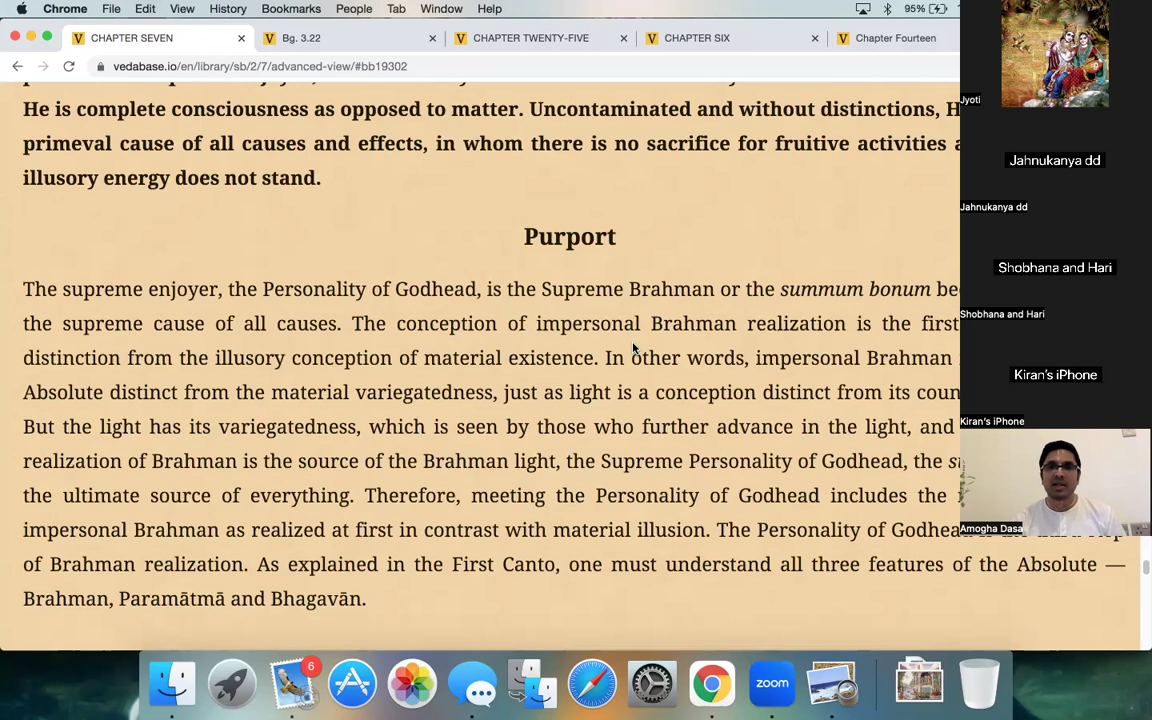 Chrome File Edit View History Bookmarks People Tab Window Help 95%
CHAPTER SEVEN Bg. 3.22 CHAPTER TWENTY-FIVE CHAPTER SIX Chapter Fourteen
vedabase.io/en/library/sb/2/7/advanced-view/#bb19302
He is complete consciousness as opposed to matter. Uncontaminated and without distinctions, H
primeval cause of all causes and effects, in whom there is no sacrifice for fruitive activities a
illusory energy does not stand.
Purport
The supreme enjoyer, the Personality of Godhead, is the Supreme Brahman or the summum bonum bec
the supreme cause of all causes. The conception of impersonal Brahman realization is the first
distinction from the illusory conception of material existence. In other words, impersonal Brahman
Absolute distinct from the material variegatedness, just as light is a conception distinct from its coun
But the light has its variegatedness, which is seen by those who further advance in the light, and
realization of Brahman is the source of the Brahman light, the Supreme Personality of Godhead, the su
the ultimate source of everything. Therefore, meeting the Personality of Godhead includes the
impersonal Brahman as realized at first in contrast with material illusion. The Personality of Godhead
of Brahman realization. As explained in the First Canto, one must understand all three features of the Absolute —
Brahman, Paramātmā and Bhagavān.
Jyoti
Jahnukanya dd
Jahnukanya dd
Shobhana and Hari
Shobhana and Hari
Kiran's iPhone
Kiran's iPhone
Amogha Dasa
6
zoom